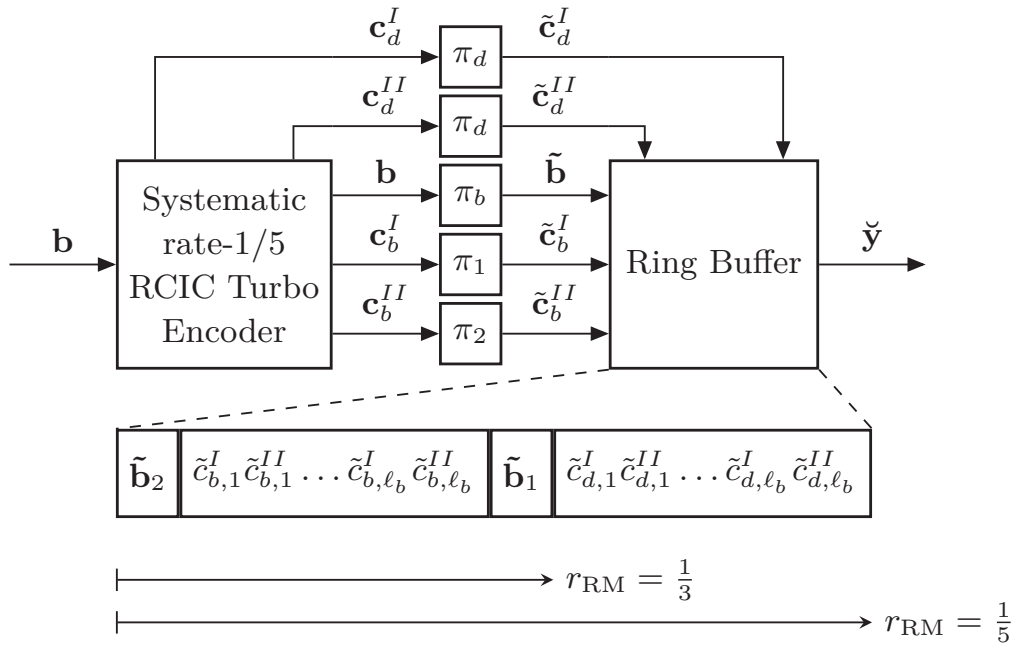 c_d^I π_d c̃_d^I
c_d^{II} π_d c̃_d^{II}
b π_b b̃
c_b^I π_1 c̃_b^I
c_b^{II} π_2 c̃_b^{II}
b
Systematic
rate-1/5
RCIC Turbo
Encoder
Ring Buffer
y̆
b̃_2 c̃_{b,1}^I c̃_{b,1}^{II} … c̃_{b,ℓ_b}^I c̃_{b,ℓ_b}^{II} b̃_1 c̃_{d,1}^I c̃_{d,1}^{II} … c̃_{d,ℓ_b}^I c̃_{d,ℓ_b}^{II}
r_RM = 1/3
r_RM = 1/5